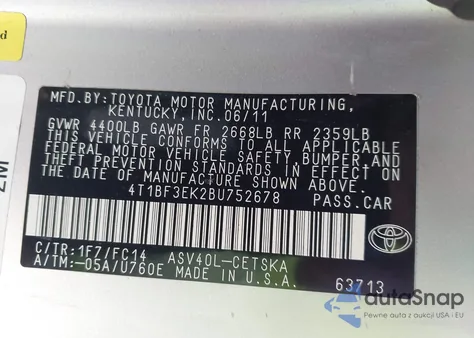 d
MFD.BY: TOYOTA MOTOR MANUFACTURING,
KENTUCKY,INC.06/11
GVWR 4400LB GAWR FR 2668LB RR 2359LB
THIS VEHICLE CONFORMS TO ALL APPLICABLE
FEDERAL MOTOR VEHICLE SAFETY, BUMPER, AND
THEFT PREVENTION STANDARDS IN EFFECT ON
THE DATE OF MANUFACTURE SHOWN ABOVE.
4T1BF3EK2BU752678 PASS.CAR
C/TR:1F7/FC14 ASV40L-CETSKA
A/TM:-05A/U760E MADE IN U.S.A.
63713
TOYOTA
2M
autaSnap
Pewne auta z USA i EU